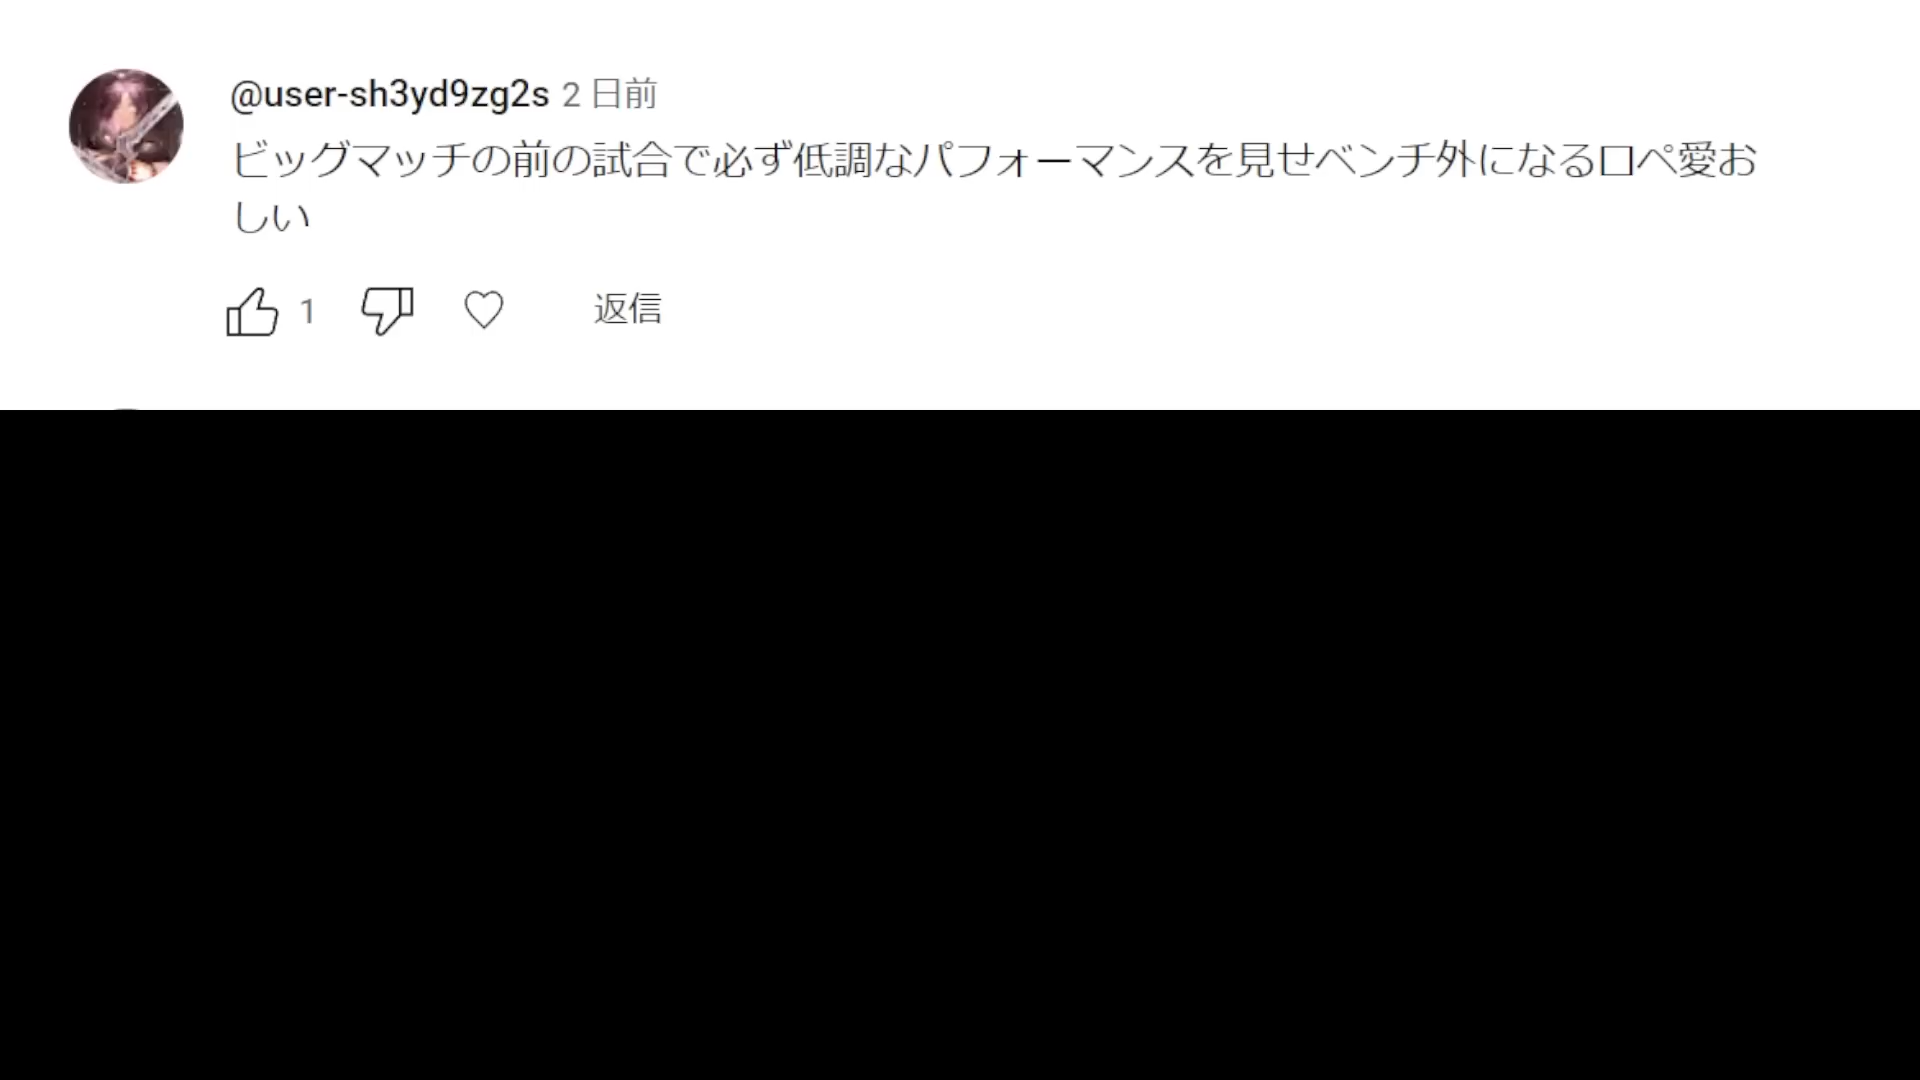 @user-sh3yd9zg2s 2 日前
ビッグマッチの前の試合で必ず低調なパフォーマンスを見せベンチ外になるロペ愛お
しい
1 返信